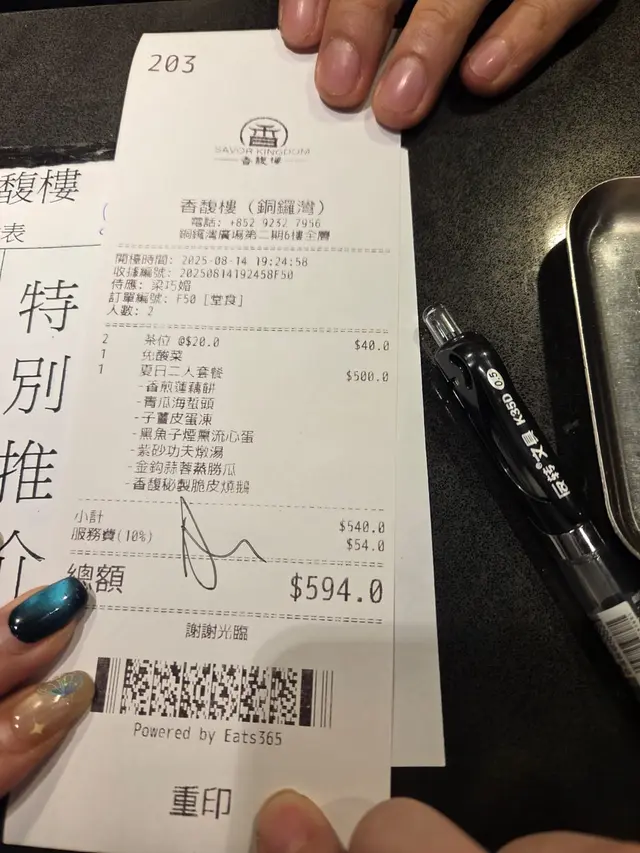 203
SAVOR KINGDOM
香馥樓
香馥樓 (銅鑼灣)
電話: +852 9232 7956
銅鑼灣廣場第二期6樓全層
開檯時間: 2025-08-14 19:24:58
收據編號: 20250814192458F50
侍應: 梁巧媚
訂單編號: F50 [堂食]
人數: 2
2 茶位 @$20.0 $40.0
1 免酸菜
1 夏日二人套餐 $500.0
-香煎蓮藕餅
-青瓜海蜇頭
-子薑皮蛋凍
-黑魚子煙熏流心蛋
-紫砂功夫燉湯
-金鈎蒜蓉蒸勝瓜
-香馥秘製脆皮燒鵝
小計 $540.0
服務費(10%) $54.0
總額 $594.0
謝謝光臨
Powered by Eats365
重印
馥樓
表
特別推介
文具 K35D 0.5